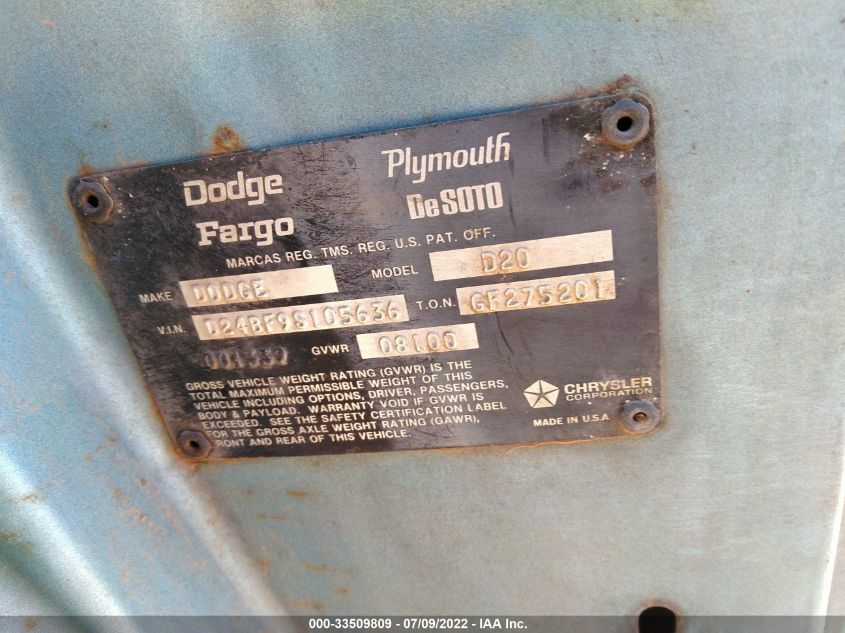 Dodge Plymouth
Fargo DeSOTO
MARCAS REG. TMS. REG. U.S. PAT. OFF.
MAKE DODGE MODEL D20
V.I.N. D24BF9S105636 T.O.N. GF275201
GVWR 08100
GROSS VEHICLE WEIGHT RATING (GVWR) IS THE
TOTAL MAXIMUM PERMISSIBLE WEIGHT OF THIS
VEHICLE INCLUDING OPTIONS, DRIVER, PASSENGERS,
BODY & PAYLOAD. WARRANTY VOID IF GVWR IS
EXCEEDED. SEE THE SAFETY CERTIFICATION LABEL
FOR THE GROSS AXLE WEIGHT RATING (GAWR),
FRONT AND REAR OF THIS VEHICLE.
CHRYSLER
CORPORATION
MADE IN U.S.A
000-33509809 - 07/09/2022 - IAA Inc.